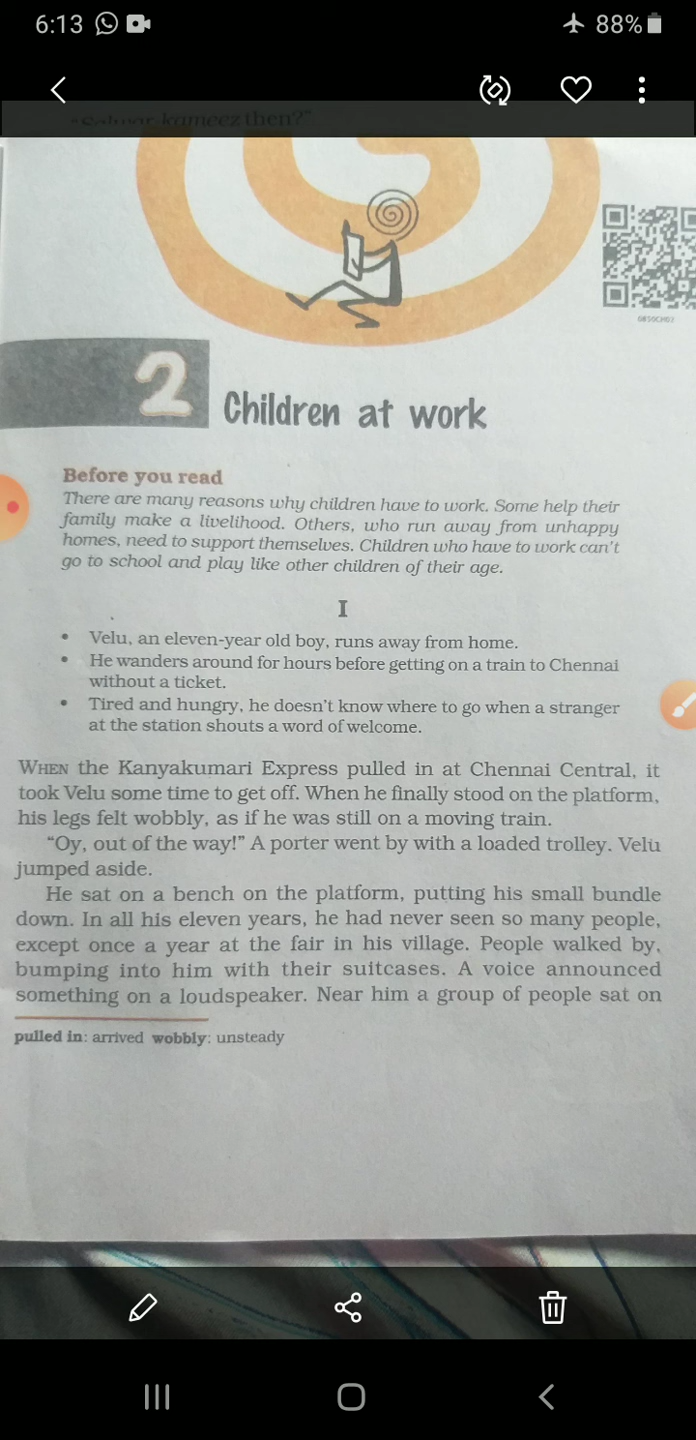 6:13
88%
kameez then?"
2
Children at work
Before you read
There are many reasons why children have to work. Some help their
family make a livelihood. Others, who run away from unhappy
homes, need to support themselves. Children who have to work can't
go to school and play like other children of their age.
I
• Velu, an eleven-year old boy, runs away from home.
• He wanders around for hours before getting on a train to Chennai
without a ticket.
• Tired and hungry, he doesn't know where to go when a stranger
at the station shouts a word of welcome.
WHEN the Kanyakumari Express pulled in at Chennai Central, it
took Velu some time to get off. When he finally stood on the platform,
his legs felt wobbly, as if he was still on a moving train.
"Oy, out of the way!" A porter went by with a loaded trolley. Velu
jumped aside.
He sat on a bench on the platform, putting his small bundle
down. In all his eleven years, he had never seen so many people,
except once a year at the fair in his village. People walked by,
bumping into him with their suitcases. A voice announced
something on a loudspeaker. Near him a group of people sat on
pulled in: arrived wobbly: unsteady